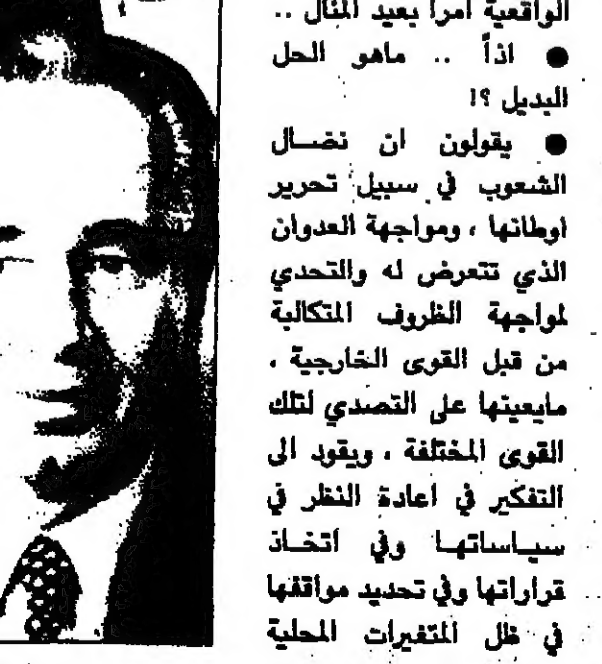 الواقعية امرا بعيد المنال ..
● اذاً .. ماهو الحل
البديل ؟!
● يقولون ان نضال
الشعوب في سبيل تحرير
اوطانها ، ومواجهة العدوان
الذي تتعرض له والتحدي
لمواجهة الظروف المتكالبة
من قبل القوى الخارجية ،
مايعينها على التصدي لتلك
القوى المختلفة ، ويقود الى
التفكير في اعادة النظر في
سياساتها وفي اتخاذ
قراراتها وفي تحديد مواقفها
في ظل المتغيرات المحلية